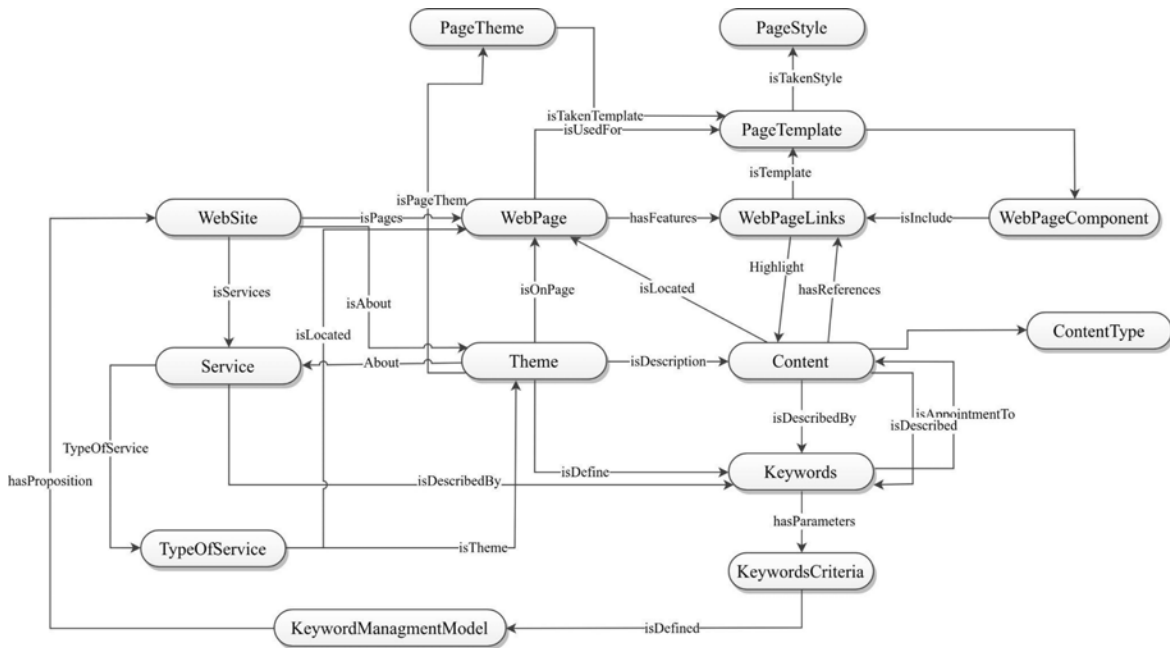 PageTheme
PageStyle
isTakenStyle
isTakenTemplate
isUsedFor
PageTemplate
isTemplate
isPageThem
WebSite
isPages
WebPage
hasFeatures
WebPageLinks
isInclude
WebPageComponent
Highlight
isServices
isOnPage
isLocated
hasReferences
isAbout
isLocated
ContentType
Service
About
Theme
isDescription
Content
isDescribedBy
isAppointmentTo
isDescribed
TypeOfService
hasProposition
isDefine
Keywords
isDescribedBy
hasParameters
TypeOfService
isTheme
KeywordsCriteria
KeywordManagmentModel
isDefined